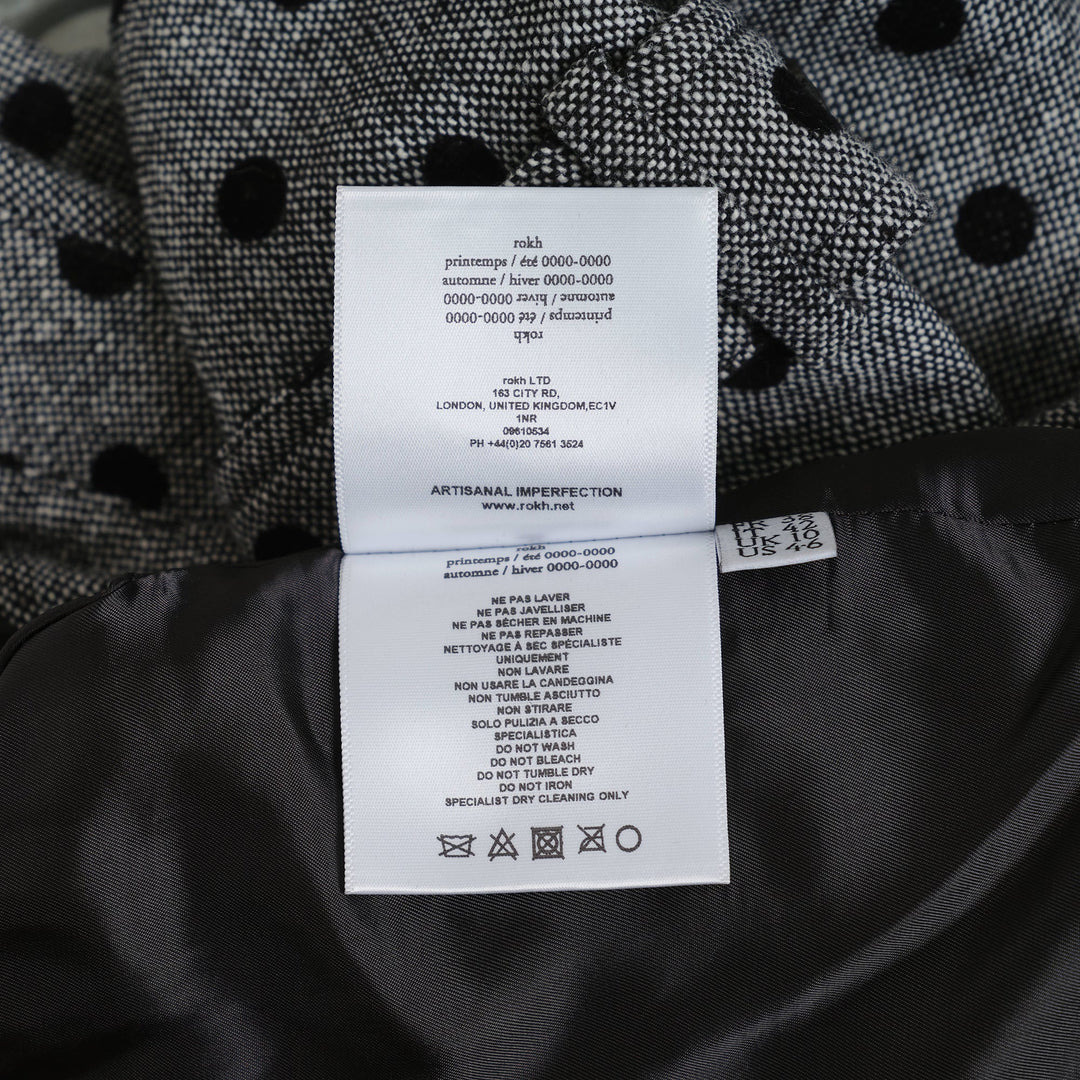 rokh
printemps / été 0000-0000
automne / hiver 0000-0000
automne / hiver 0000-0000
printemps / été 0000-0000
rokh
rokh LTD
163 CITY RD,
LONDON, UNITED KINGDOM,EC1V
1NR
09610534
PH +44(0)20 7561 3524
ARTISANAL IMPERFECTION
www.rokh.net
rokh
printemps / été 0000-0000
automne / hiver 0000-0000
NE PAS LAVER
NE PAS JAVELLISER
NE PAS SÉCHER EN MACHINE
NE PAS REPASSER
NETTOYAGE À SEC SPÉCIALISTE
UNIQUEMENT
NON LAVARE
NON USARE LA CANDEGGINA
NON TUMBLE ASCIUTTO
NON STIRARE
SOLO PULIZIA A SECCO
SPECIALISTICA
DO NOT WASH
DO NOT BLEACH
DO NOT TUMBLE DRY
DO NOT IRON
SPECIALIST DRY CLEANING ONLY
42
UK 10
US 46